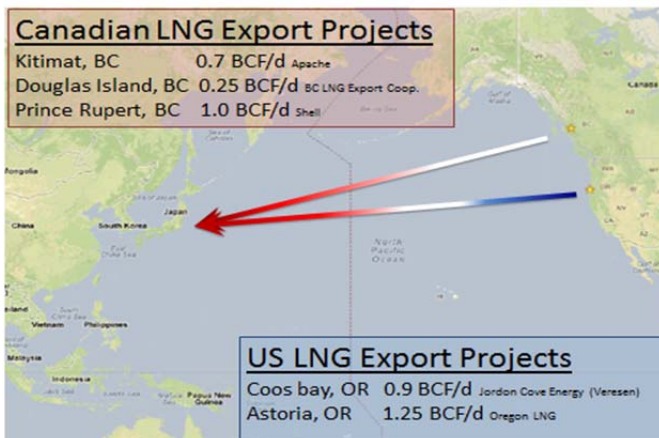 Canadian LNG Export Projects
Kitimat, BC 0.7 BCF/d Apache
Douglas Island, BC 0.25 BCF/d BC LNG Export Coop.
Prince Rupert, BC 1.0 BCF/d Shell
Canada
Mongolia
Japan
China
South Korea
North
Pacific
Ocean
Vietnam
Philippines
Malaysia
Indonesia
Papua New
Guinea
US LNG Export Projects
Coos bay, OR 0.9 BCF/d Jordon Cove Energy (Veresen)
Astoria, OR 1.25 BCF/d Oregon LNG